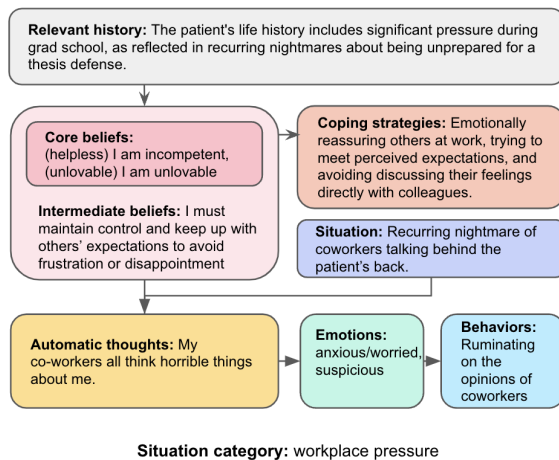 Relevant history: The patient's life history includes significant pressure during
grad school, as reflected in recurring nightmares about being unprepared for a
thesis defense.
Core beliefs:
(helpless) I am incompetent,
(unlovable) I am unlovable
Intermediate beliefs: I must
maintain control and keep up with
others’ expectations to avoid
frustration or disappointment
Coping strategies: Emotionally
reassuring others at work, trying to
meet perceived expectations, and
avoiding discussing their feelings
directly with colleagues.
Situation: Recurring nightmare of
coworkers talking behind the
patient’s back.
Automatic thoughts: My
co-workers all think horrible things
about me.
Emotions:
anxious/worried,
suspicious
Behaviors:
Ruminating
on the
opinions of
coworkers
Situation category: workplace pressure